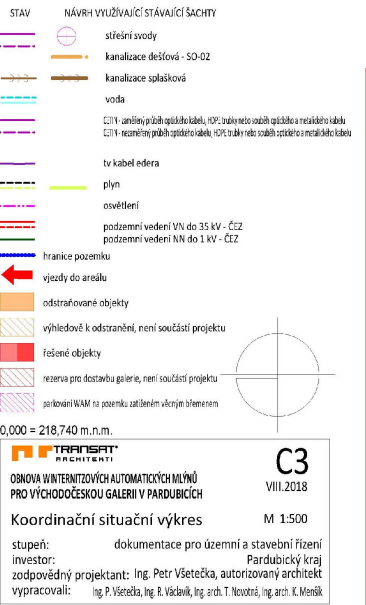 STAV NÁVRH VYUŽÍVAJÍCÍ STÁVAJÍCÍ ŠACHTY
střešní svody
kanalizace dešťová - SO-02
kanalizace splašková
voda
CETIN - zaměřený průběh optického kabelu, HDPE trubky nebo souběh optického a metalického kabelu
CETIN - nezaměřený průběh optického kabelu, HDPE trubky nebo souběh optického a metalického kabelu
tv kabel edera
plyn
osvětlení
podzemní vedení VN do 35 kV - ČEZ
podzemní vedení NN do 1 kV - ČEZ
hranice pozemku
vjezdy do areálu
odstraňované objekty
výhledově k odstranění, není součástí projektu
řešené objekty
rezerva pro dostavbu galerie, není součástí projektu
parkování WAM na pozemku zatíženém věcným břemenem
0,000 = 218,740 m.n.m.
TRANSAT
ARCHITEKTI
C3
OBNOVA WINTERNITZOVÝCH AUTOMATICKÝCH MLÝNŮ
PRO VÝCHODOČESKOU GALERII V PARDUBICÍCH
VIII.2018
Koordinační situační výkres M 1:500
stupeň: dokumentace pro územní a stavební řízení
investor: Pardubický kraj
zodpovědný projektant: Ing. Petr Všetečka, autorizovaný architekt
vypracovali: Ing. P. Všetečka, Ing. R. Václavík, Ing. arch. T. Novotná, Ing. arch. K. Menšík